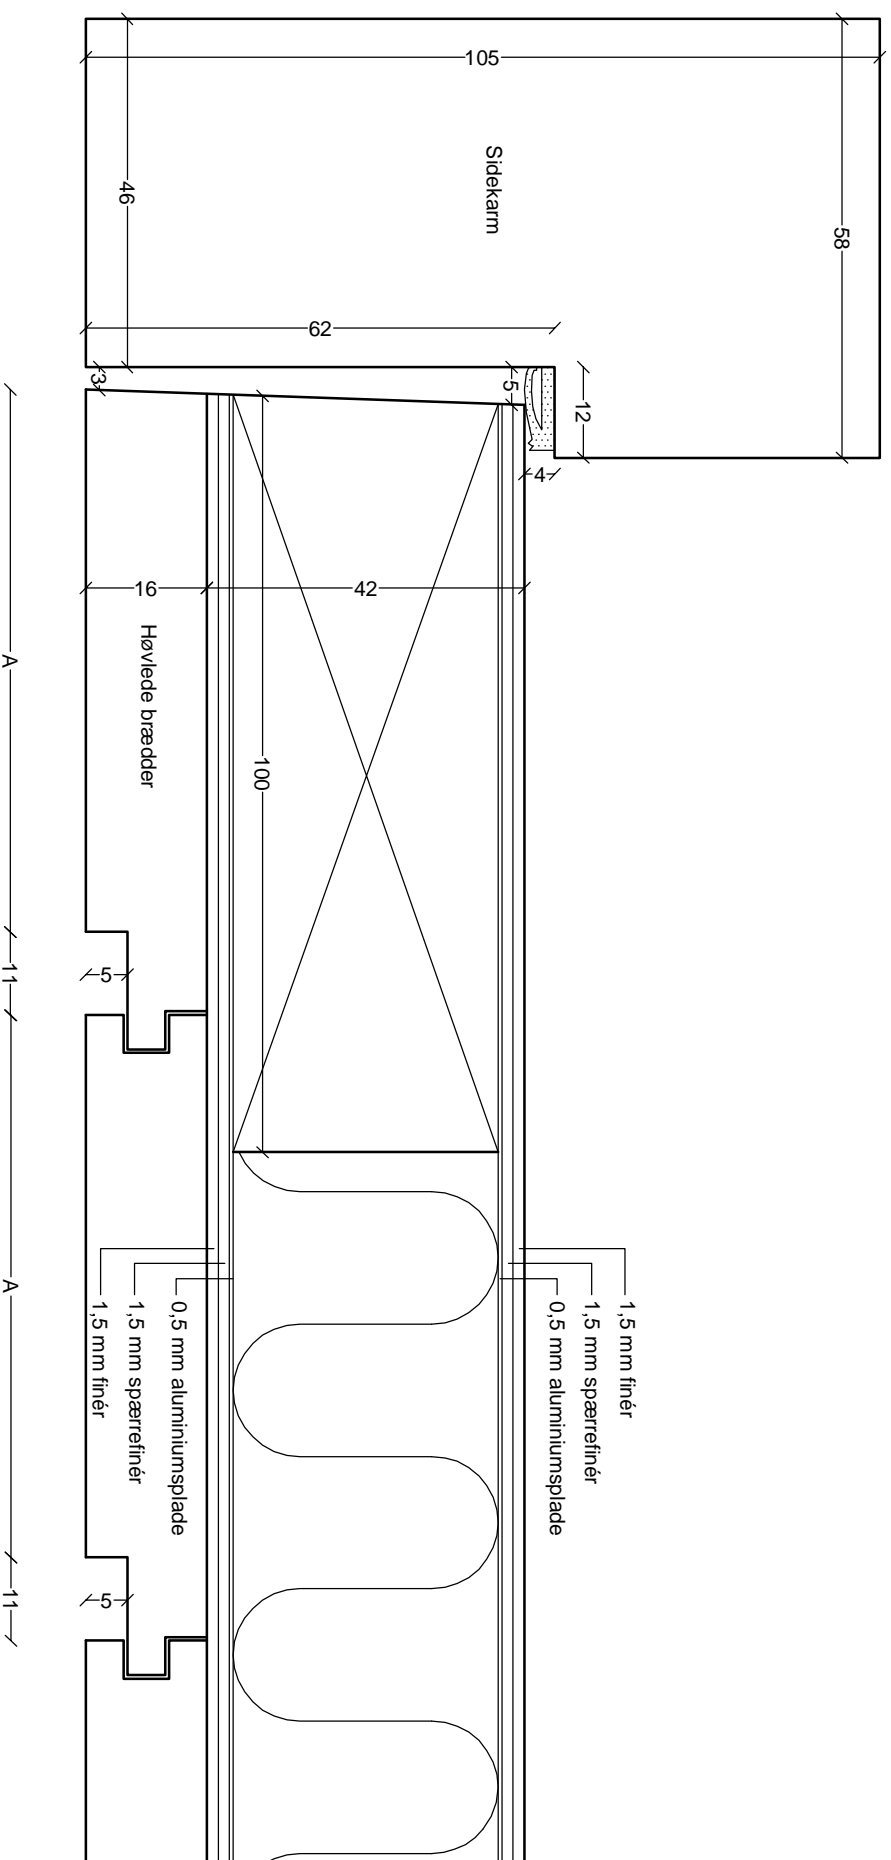 105
58
46
Sidekarm
62
3
5
12
4
16
42
Høvlede brædder
100
A
11
5
A
11
5
1,5 mm finér
1,5 mm spærrefinér
0,5 mm aluminiumsplade
0,5 mm aluminiumsplade
1,5 mm spærrefinér
1,5 mm finér